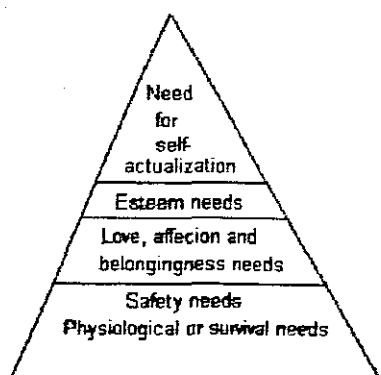 Need
for
self-
actualization
Esteem needs
Love, affecion and
belongingness needs
Safety needs
Physiological or survival needs